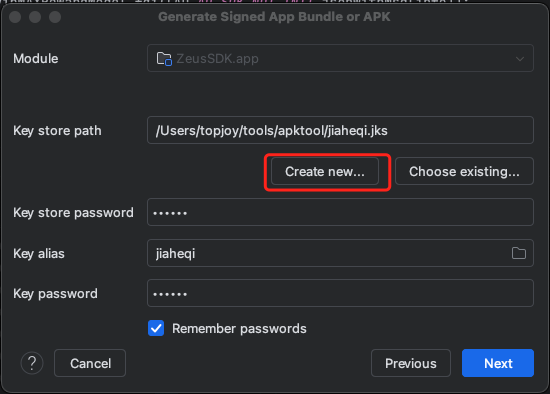 Generate Signed App Bundle or APK
Module
ZeusSDK.app
Key store path
/Users/topjoy/tools/apktool/jiaheqi.jks
Create new...
Choose existing...
Key store password
••••••
Key alias
jiaheqi
Key password
••••••
Remember passwords
?
Cancel
Previous
Next